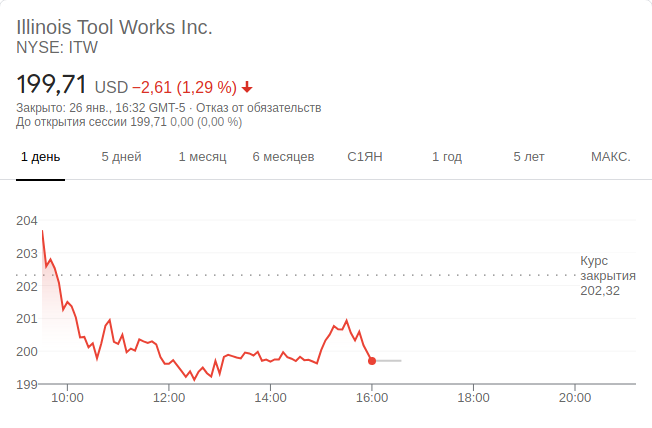 Illinois Tool Works Inc.
NYSE: ITW
199,71 USD −2,61 (1,29 %)
Закрыто: 26 янв., 16:32 GMT-5 · Отказ от обязательств
До открытия сессии 199,71 0,00 (0,00 %)
1 день 5 дней 1 месяц 6 месяцев С1ЯН 1 год 5 лет МАКС.
204
203
202
201
200
199
Курс
закрытия
202,32
10:00 12:00 14:00 16:00 18:00 20:00